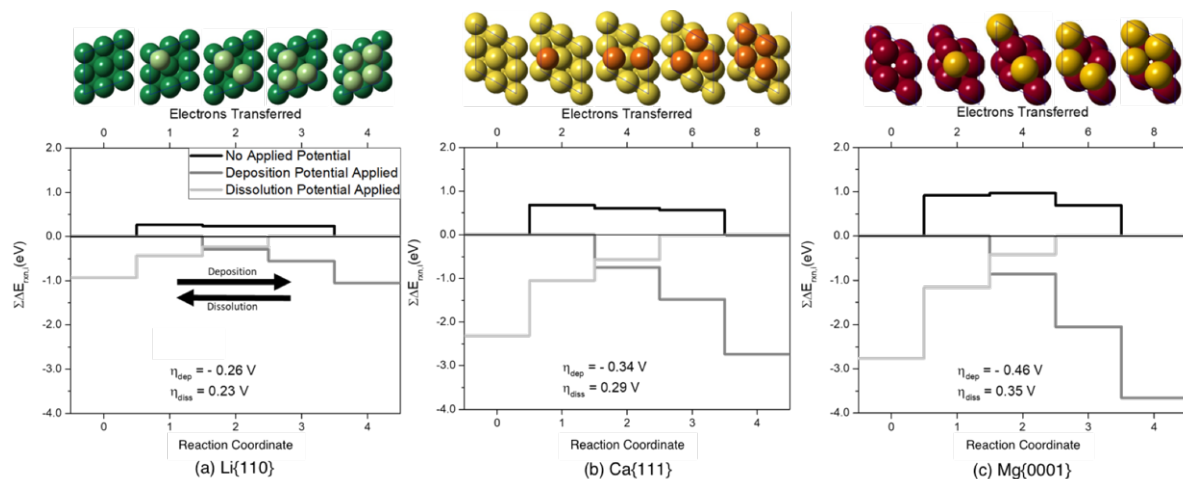 Electrons Transferred
0 1 2 3 4
2.0
1.0
0.0
-1.0
-2.0
-3.0
-4.0
ΣΔE_rxn,i (eV)
No Applied Potential
Deposition Potential Applied
Dissolution Potential Applied
Deposition
Dissolution
η_dep = - 0.26 V
η_diss = 0.23 V
0 1 2 3 4
Reaction Coordinate
(a) Li{110}
Electrons Transferred
0 2 4 6 8
2.0
1.0
0.0
-1.0
-2.0
-3.0
-4.0
ΣΔE_rxn,i (eV)
η_dep = - 0.34 V
η_diss = 0.29 V
0 1 2 3 4
Reaction Coordinate
(b) Ca{111}
Electrons Transferred
0 2 4 6 8
2.0
1.0
0.0
-1.0
-2.0
-3.0
-4.0
ΣΔE_rxn,i (eV)
η_dep = - 0.46 V
η_diss = 0.35 V
0 1 2 3 4
Reaction Coordinate
(c) Mg{0001}